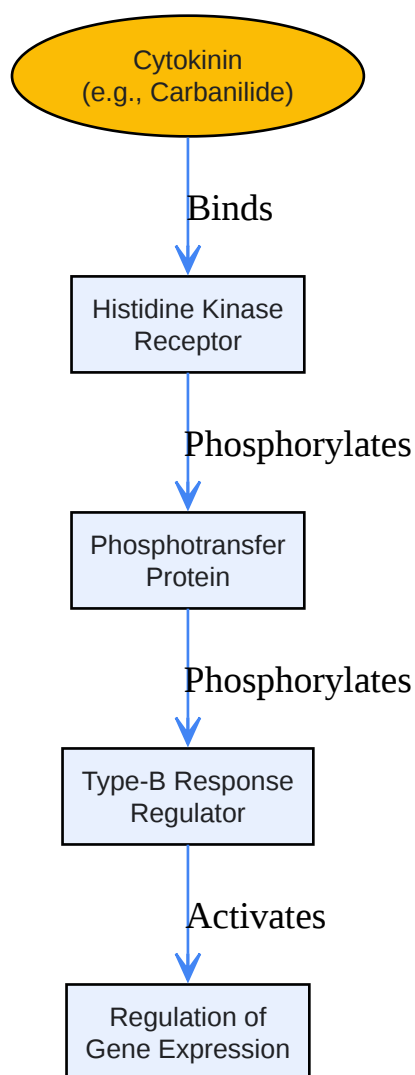 Cytokinin
(e.g., Carbanilide)
Binds
Histidine Kinase
Receptor
Phosphorylates
Phosphotransfer
Protein
Phosphorylates
Type-B Response
Regulator
Activates
Regulation of
Gene Expression